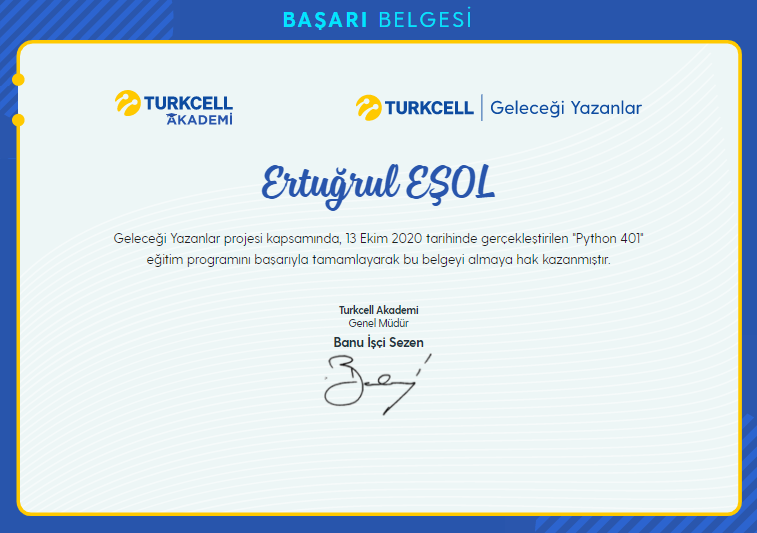 BAŞARI BELGESİ
TURKCELL AKADEMİ
TURKCELL | Geleceği Yazanlar
Ertuğrul EŞOL
Geleceği Yazanlar projesi kapsamında, 13 Ekim 2020 tarihinde gerçekleştirilen "Python 401"
eğitim programını başarıyla tamamlayarak bu belgeyi almaya hak kazanmıştır.
Turkcell Akademi
Genel Müdür
Banu İşçi Sezen